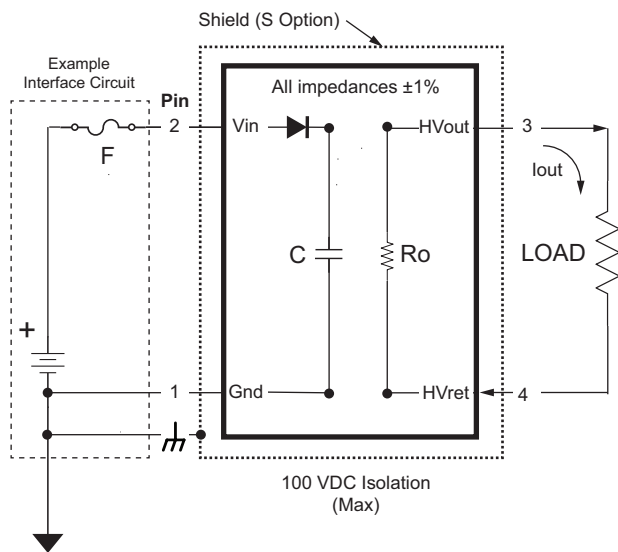 Shield (S Option)
Example
Interface Circuit
Pin
All impedances ±1%
2
Vin
HVout
3
F
Iout
C
Ro
LOAD
+
1
Gnd
HVret
4
100 VDC Isolation
(Max)